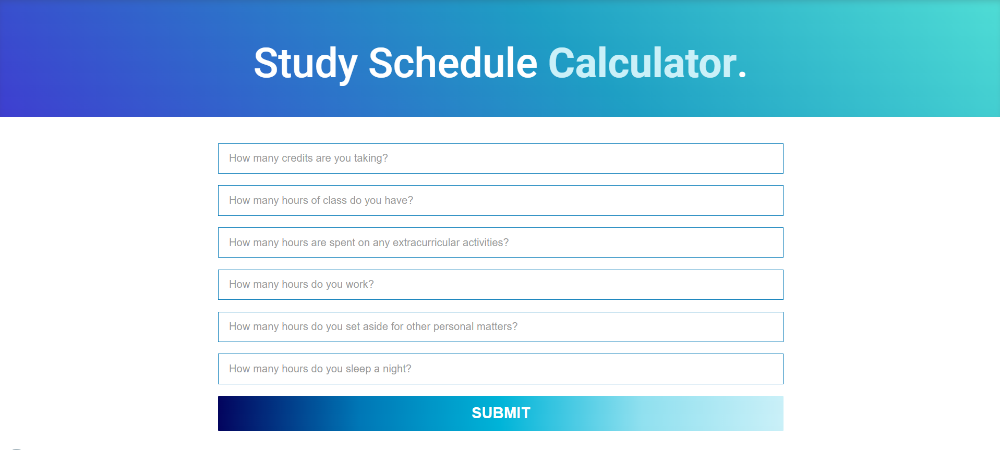 Study Schedule Calculator.
How many credits are you taking?
How many hours of class do you have?
How many hours are spent on any extracurricular activities?
How many hours do you work?
How many hours do you set aside for other personal matters?
How many hours do you sleep a night?
SUBMIT